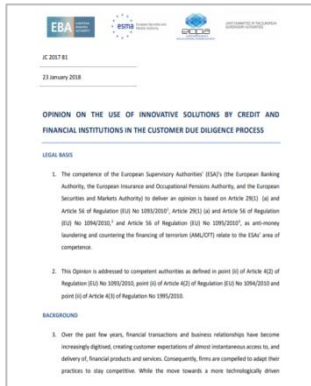 EBA
esma
eiopa
JC 2017 81
23 January 2018
OPINION ON THE USE OF INNOVATIVE SOLUTIONS BY CREDIT AND
FINANCIAL INSTITUTIONS IN THE CUSTOMER DUE DILIGENCE PROCESS
LEGAL BASIS
1. The competence of the European Supervisory Authorities' (ESA)'s (the European Banking
Authority, the European Insurance and Occupational Pensions Authority, and the European
Securities and Markets Authority) to deliver an opinion is based on Article 29(1) (a) and
Article 56 of Regulation (EU) No 1093/2010¹, Article 29(1) (a) and Article 56 of Regulation
(EU) No 1094/2010,² and Article 56 of Regulation (EU) No 1095/2010³, as anti-money
laundering and countering the financing of terrorism (AML/CFT) relate to the ESAs' area of
competence.
2. This Opinion is addressed to competent authorities as defined in point (ii) of Article 4(2) of
Regulation (EU) No 1093/2010, point (ii) of Article 4(2) of Regulation (EU) No 1094/2010 and
point (ii) of Article 4(3) of Regulation No 1095/2010.
BACKGROUND
3. Over the past few years, financial transactions and business relationships have become
increasingly digitised, creating customer expectations of almost instantaneous access to, and
delivery of, financial products and services. Consequently, firms are compelled to adapt their
practices to stay competitive. While the move towards a more technologically driven